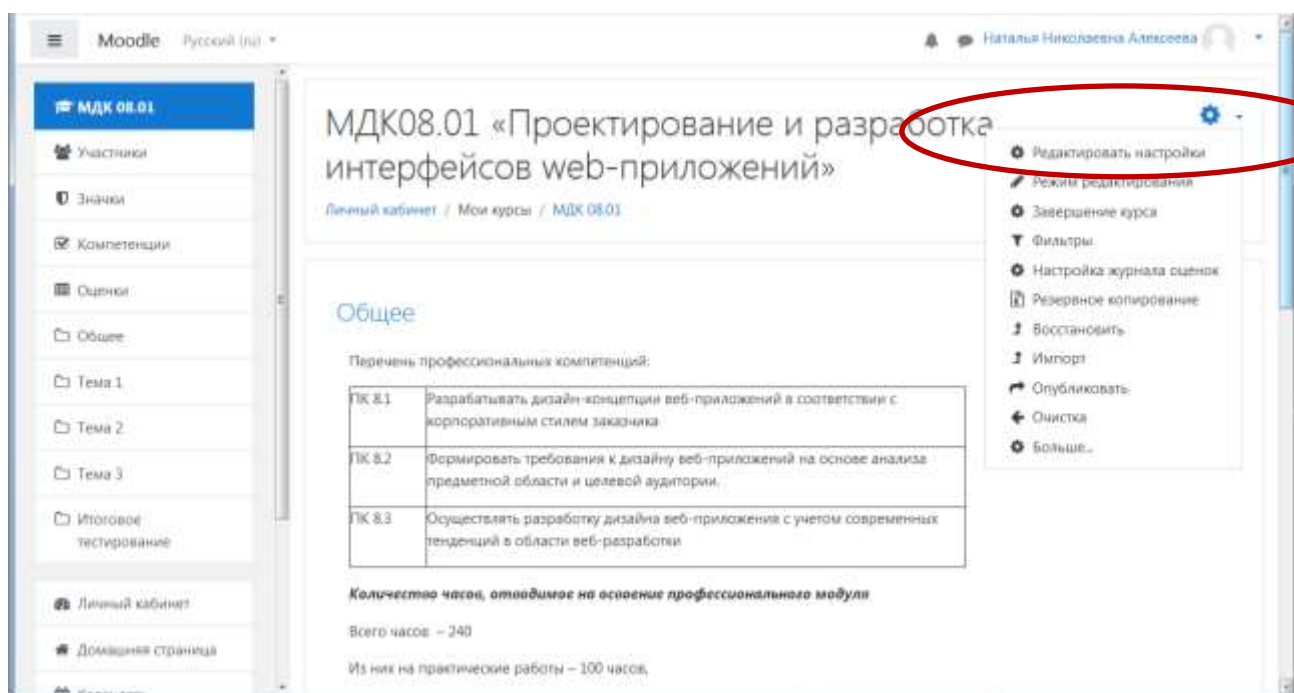 Moodle Русский (ru)
Наталья Николаевна Алексеева
МДК 08.01
Участники
Значки
Компетенции
Оценки
Общее
Тема 1
Тема 2
Тема 3
Итоговое
тестирование
Личный кабинет
Домашняя страница
Календарь
МДК08.01 «Проектирование и разработка
интерфейсов web-приложений»
Личный кабинет / Мои курсы / МДК 08.01
Редактировать настройки
Режим редактирования
Завершение курса
Фильтры
Настройка журнала оценок
Резервное копирование
Восстановить
Импорт
Опубликовать
Очистка
Больше...
Общее
Перечень профессиональных компетенций:
ПК 8.1 Разрабатывать дизайн-концепции веб-приложений в соответствии с
корпоративным стилем заказчика
ПК 8.2 Формировать требования к дизайну веб-приложений на основе анализа
предметной области и целевой аудитории.
ПК 8.3 Осуществлять разработку дизайна веб-приложения с учетом современных
тенденций в области веб-разработки
Количество часов, отводимое на освоение профессионального модуля
Всего часов – 240
Из них на практические работы – 100 часов,